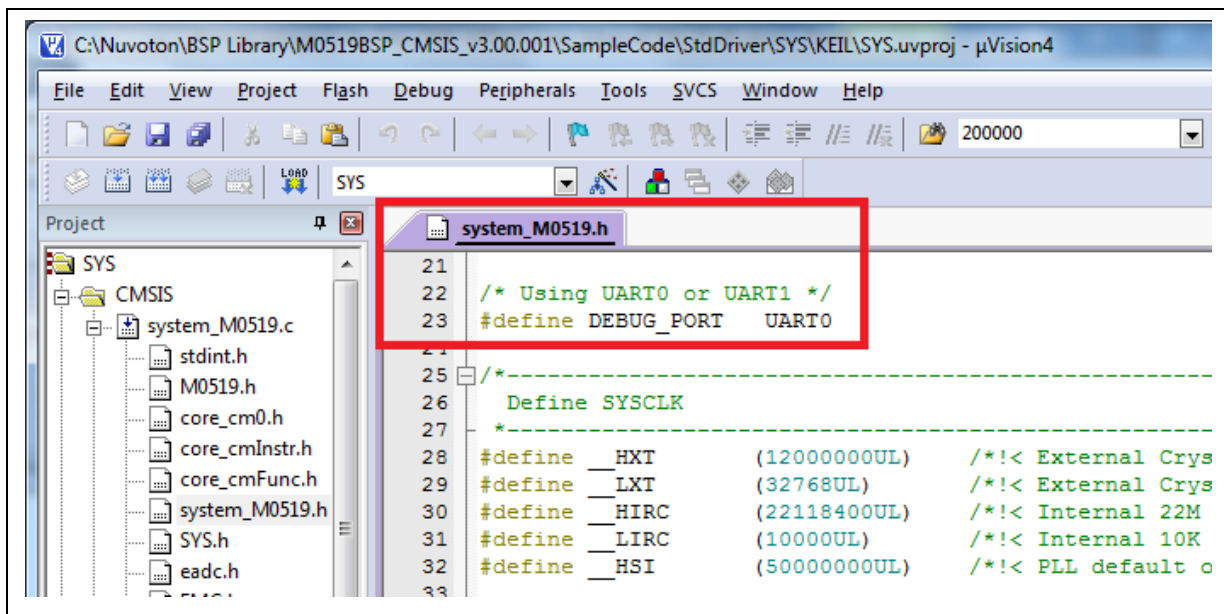 C:\Nuvoton\BSP Library\M0519BSP_CMSIS_v3.00.001\SampleCode\StdDriver\SYS\KEIL\SYS.uvproj - µVision4
File Edit View Project Flash Debug Peripherals Tools SVCS Window Help
200000
LOAD SYS
Project
system_M0519.h
SYS
CMSIS
system_M0519.c
stdint.h
M0519.h
core_cm0.h
core_cmInstr.h
core_cmFunc.h
system_M0519.h
SYS.h
eadc.h
21
22 /* Using UART0 or UART1 */
23 #define DEBUG_PORT UART0
25 /*----------------------------------------------------
26 Define SYSCLK
27 *----------------------------------------------------
28 #define __HXT (12000000UL) /*!< External Crys
29 #define __LXT (32768UL) /*!< External Crys
30 #define __HIRC (22118400UL) /*!< Internal 22M
31 #define __LIRC (10000UL) /*!< Internal 10K
32 #define __HSI (50000000UL) /*!< PLL default o
33